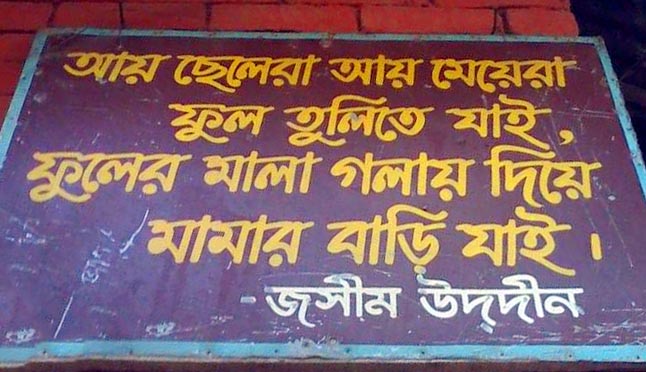 আয় ছেলেরা আয় মেয়েরা
ফুল তুলিতে যাই,
ফুলের মালা গলায় দিয়ে
মামার বাড়ি যাই।
- জসীম উদ্‌দীন